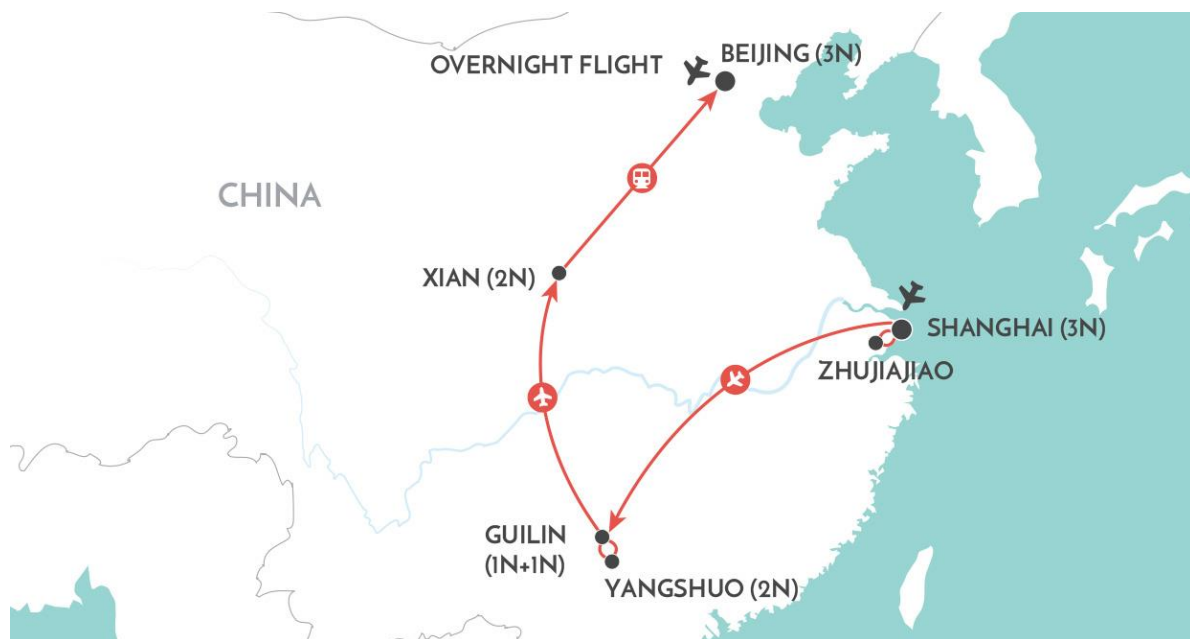 OVERNIGHT FLIGHT
BEIJING (3N)
CHINA
XIAN (2N)
SHANGHAI (3N)
ZHUJIAJIAO
GUILIN
(1N+1N)
YANGSHUO (2N)